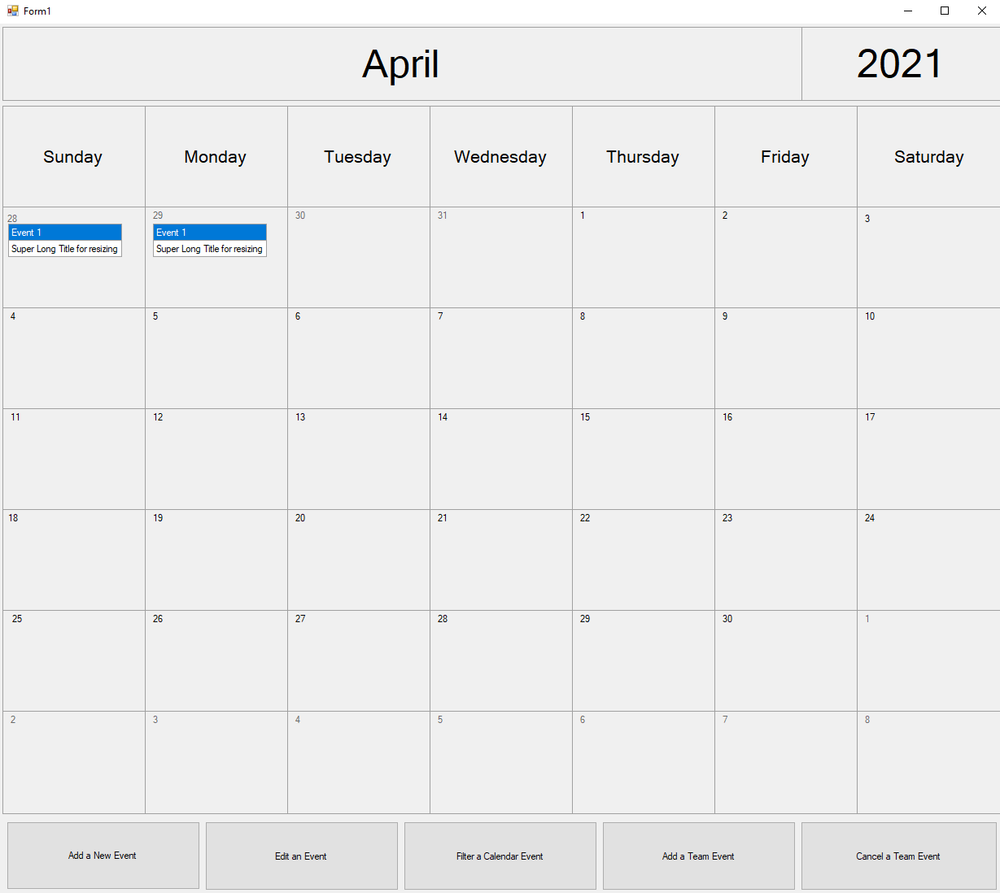 Form1
April 2021
Sunday Monday Tuesday Wednesday Thursday Friday Saturday
28 29 30 31 1 2 3
Event 1 Event 1
Super Long Title for resizing Super Long Title for resizing
4 5 6 7 8 9 10
11 12 13 14 15 16 17
18 19 20 21 22 23 24
25 26 27 28 29 30 1
2 3 4 5 6 7 8
Add a New Event Edit an Event Filter a Calendar Event Add a Team Event Cancel a Team Event